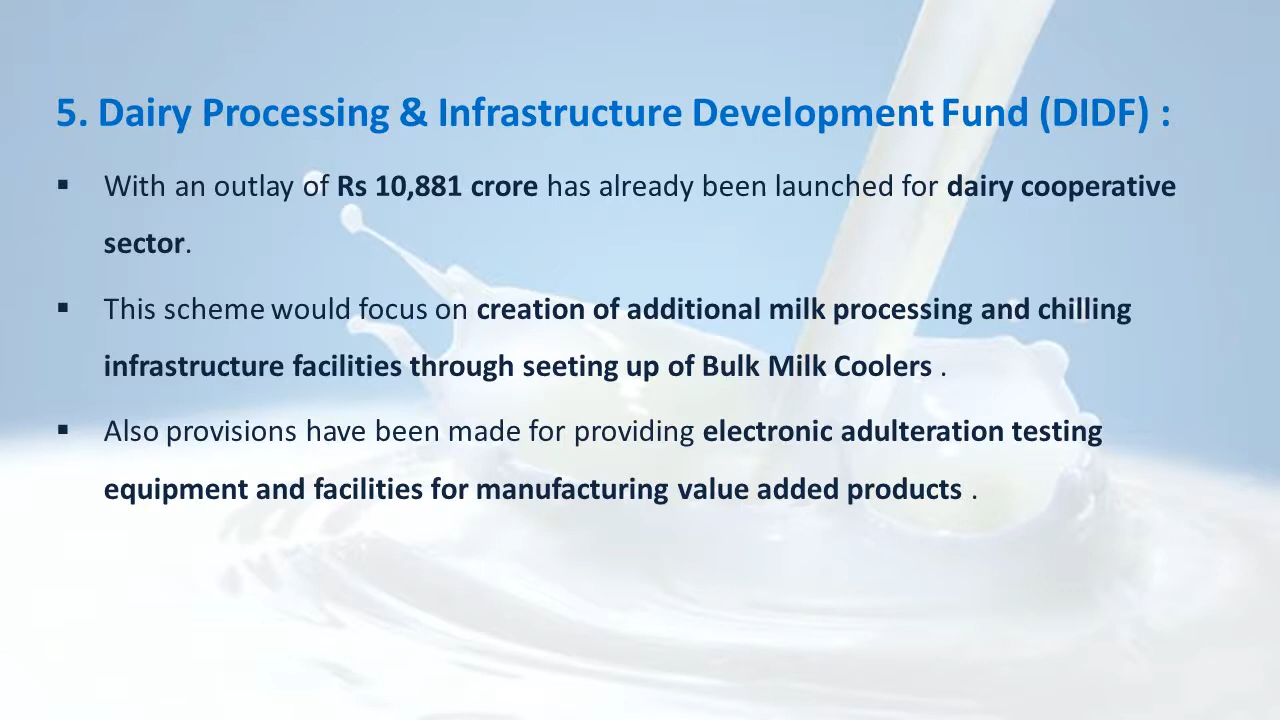 5. Dairy Processing & Infrastructure Development Fund (DIDF) :
▪ With an outlay of Rs 10,881 crore has already been launched for dairy cooperative
sector.
▪ This scheme would focus on creation of additional milk processing and chilling
infrastructure facilities through seeting up of Bulk Milk Coolers .
▪ Also provisions have been made for providing electronic adulteration testing
equipment and facilities for manufacturing value added products .